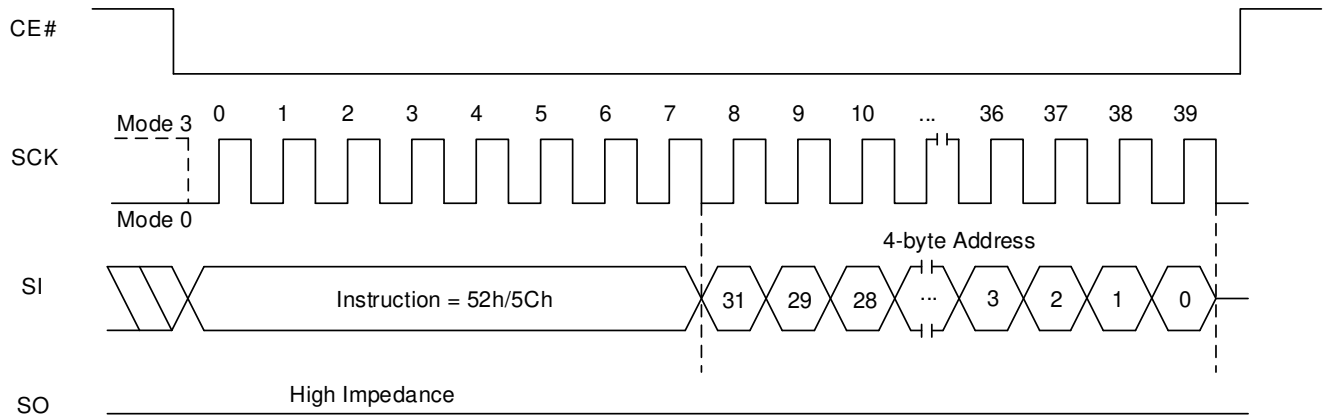 CE#
0 1 2 3 4 5 6 7 8 9 10 ... 36 37 38 39
Mode 3
SCK
Mode 0
4-byte Address
SI
Instruction = 52h/5Ch 31 29 28 ... 3 2 1 0
High Impedance
SO